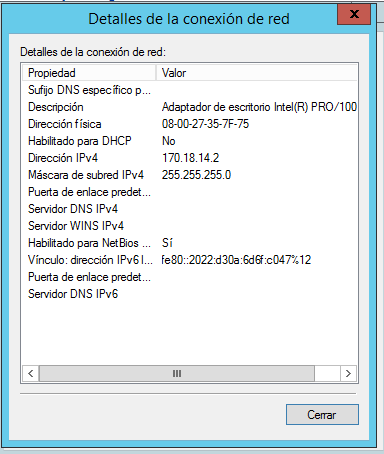 Detalles de la conexión de red
x
Detalles de la conexión de red:
Propiedad Valor
Sufijo DNS específico p...
Descripción Adaptador de escritorio Intel(R) PRO/100
Dirección física 08-00-27-35-7F-75
Habilitado para DHCP No
Dirección IPv4 170.18.14.2
Máscara de subred IPv4 255.255.255.0
Puerta de enlace predet...
Servidor DNS IPv4
Servidor WINS IPv4
Habilitado para NetBios ... Sí
Vínculo: dirección IPv6 l... fe80::2022:d30a:6d6f:c047%12
Puerta de enlace predet...
Servidor DNS IPv6
Cerrar